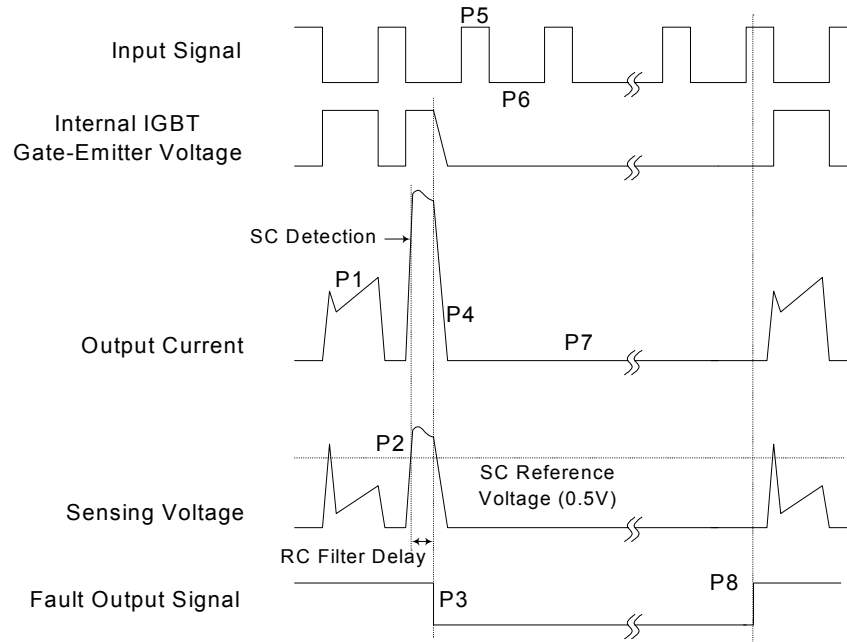 P5
Input Signal
P6
Internal IGBT
Gate-Emitter Voltage
SC Detection
P1
P4
Output Current
P7
P2
SC Reference
Voltage (0.5V)
Sensing Voltage
RC Filter Delay
P3
P8
Fault Output Signal